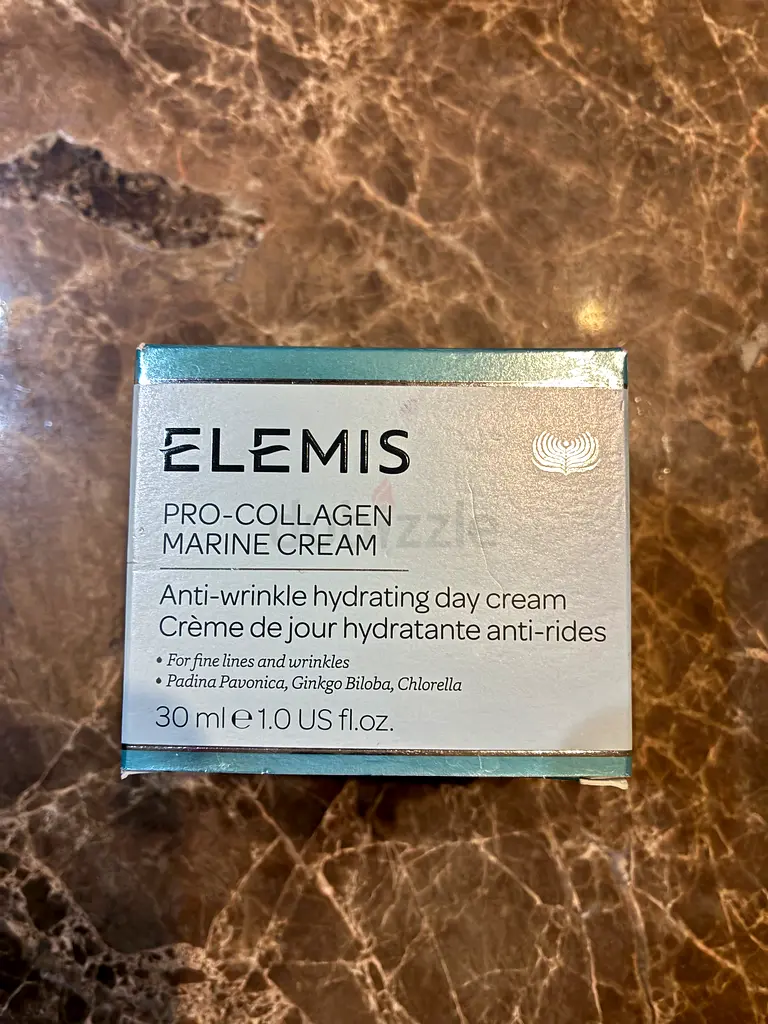 ELEMIS
PRO-COLLAGEN
MARINE CREAM
Anti-wrinkle hydrating day cream
Crème de jour hydratante anti-rides
• For fine lines and wrinkles
• Padina Pavonica, Ginkgo Biloba, Chlorella
30 ml ℮ 1.0 US fl.oz.